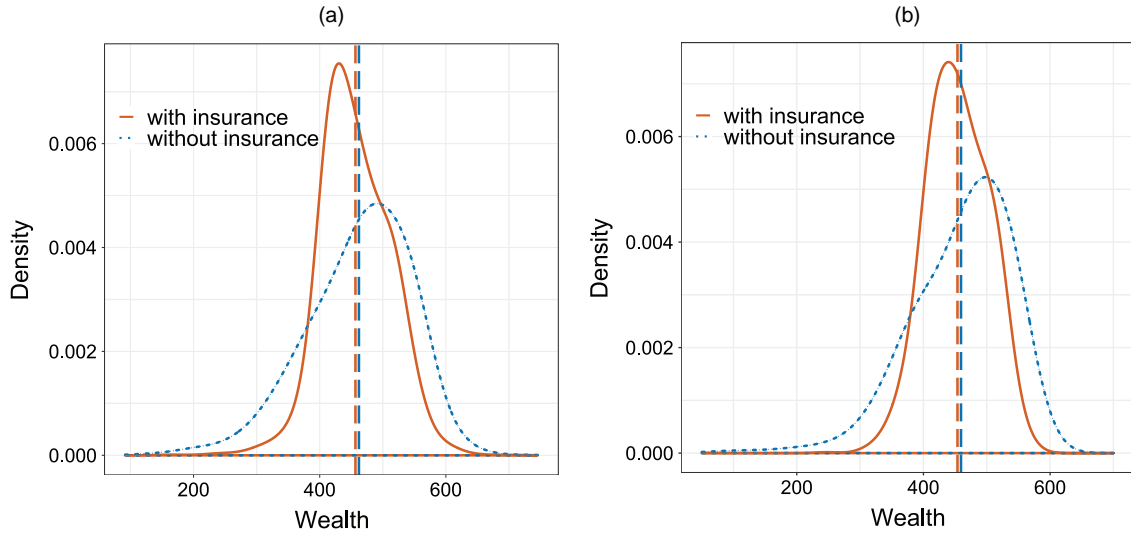 (a)
with insurance
without insurance
0.006
0.004
0.002
0.000
Density
200
400
600
Wealth
(b)
with insurance
without insurance
0.006
0.004
0.002
0.000
Density
200
400
600
Wealth